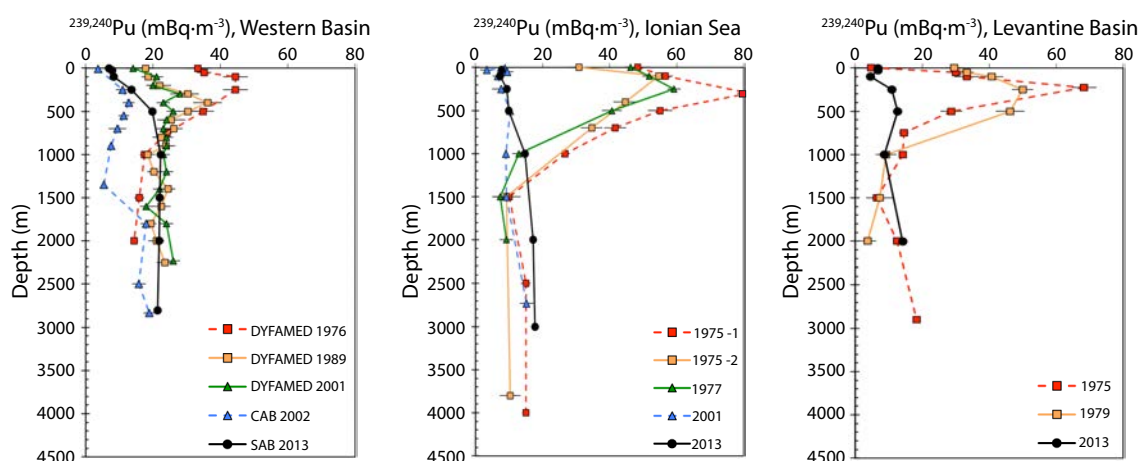 239,240Pu (mBq·m-3), Western Basin
0 20 40 60 80
0
500
1000
1500
2000
2500
3000
3500
4000
4500
Depth (m)
DYFAMED 1976
DYFAMED 1989
DYFAMED 2001
CAB 2002
SAB 2013
239,240Pu (mBq·m-3), Ionian Sea
0 20 40 60 80
0
500
1000
1500
2000
2500
3000
3500
4000
4500
Depth (m)
1975 -1
1975 -2
1977
2001
2013
239,240Pu (mBq·m-3), Levantine Basin
0 20 40 60 80
0
500
1000
1500
2000
2500
3000
3500
4000
4500
Depth (m)
1975
1979
2013